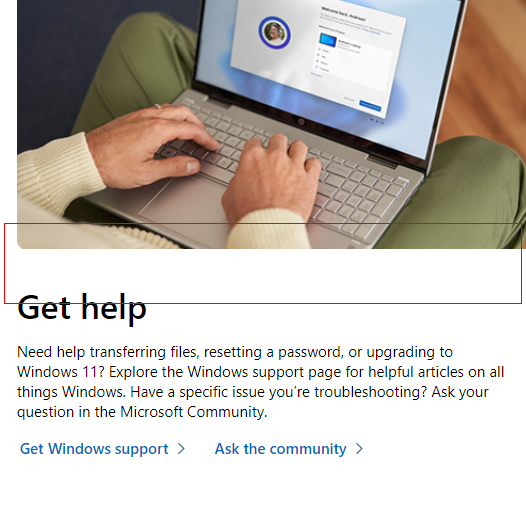 Welcome back, Andrew!
Get help
Need help transferring files, resetting a password, or upgrading to
Windows 11? Explore the Windows support page for helpful articles on all
things Windows. Have a specific issue you’re troubleshooting? Ask your
question in the Microsoft Community.
Get Windows support
Ask the community